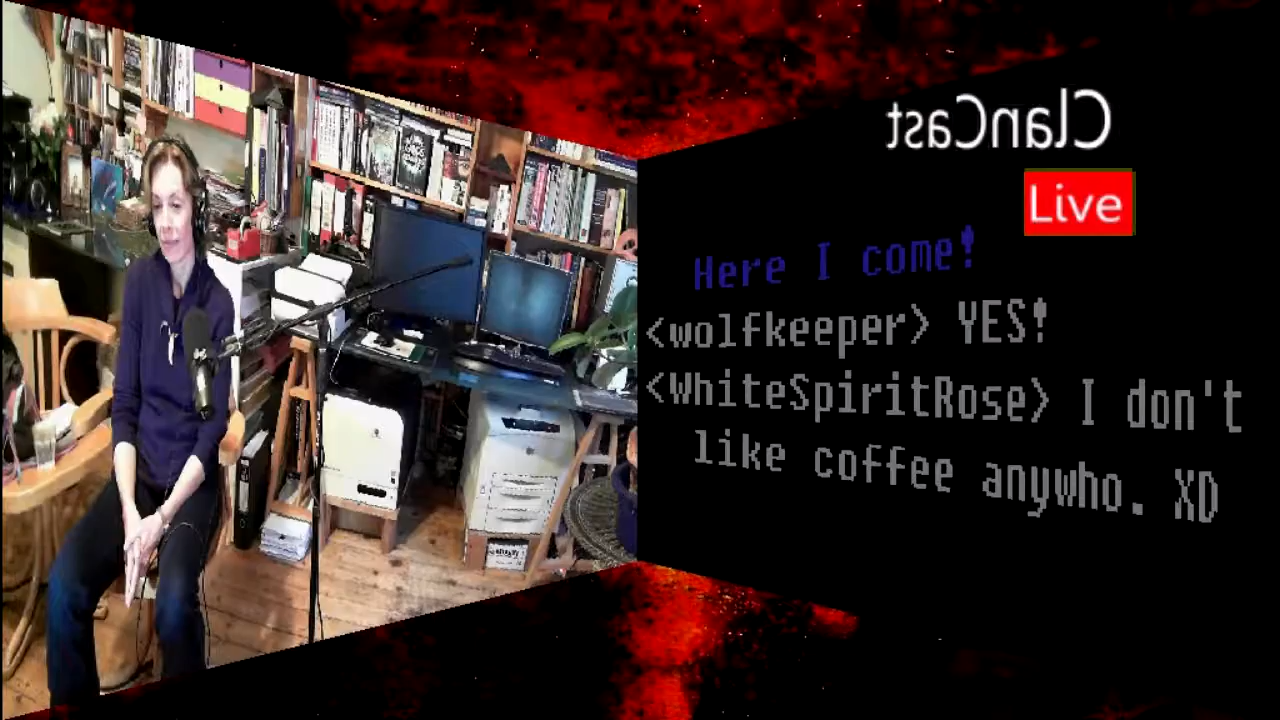 ClanCast
Live
Here I come!
<wolfkeeper> YES!
<WhiteSpiritRose> I don't
like coffee anywho. XD